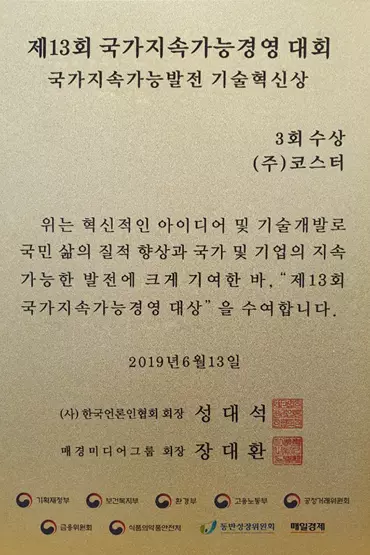 제13회 국가지속가능경영 대회
국가지속가능발전 기술혁신상
3회 수상
(주)코스터
위는 혁신적인 아이디어 및 기술개발로
국민 삶의 질적 향상과 국가 및 기업의 지속
가능한 발전에 크게 기여한 바, “제13회
국가지속가능경영 대상”을 수여합니다.
2019년6월13일
(사)한국언론인협회 회장 성대석
매경미디어그룹 회장 장대환
기획재정부 보건복지부 환경부 고용노동부 공정거래위원회
금융위원회 식품의약품안전처 동반성장위원회 매일경제